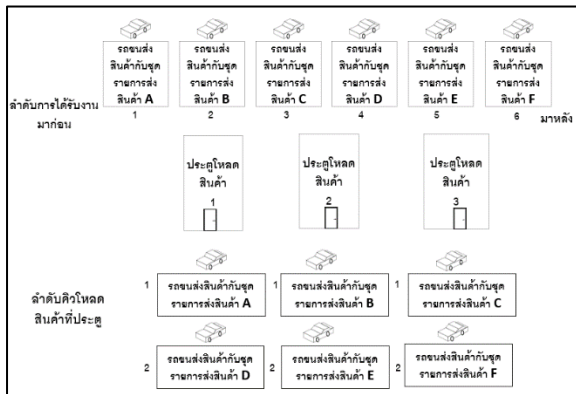 รถขนส่ง รถขนส่ง รถขนส่ง รถขนส่ง รถขนส่ง รถขนส่ง
สินค้ากับชุด สินค้ากับชุด สินค้ากับชุด สินค้ากับชุด สินค้ากับชุด สินค้ากับชุด
รายการส่ง รายการส่ง รายการส่ง รายการส่ง รายการส่ง รายการส่ง
สินค้า A สินค้า B สินค้า C สินค้า D สินค้า E สินค้า F
ลำดับการได้รับงาน
มาก่อน 1 2 3 4 5 6 มาหลัง
ประตูโหลด ประตูโหลด ประตูโหลด
สินค้า สินค้า สินค้า
1 2 3
ลำดับคิวโหลด
สินค้าที่ประตู
1 รถขนส่งสินค้ากับชุด 1 รถขนส่งสินค้ากับชุด 1 รถขนส่งสินค้ากับชุด
รายการส่งสินค้า A รายการส่งสินค้า B รายการส่งสินค้า C
2 รถขนส่งสินค้ากับชุด 2 รถขนส่งสินค้ากับชุด 2 รถขนส่งสินค้ากับชุด
รายการส่งสินค้า D รายการส่งสินค้า E รายการส่งสินค้า F